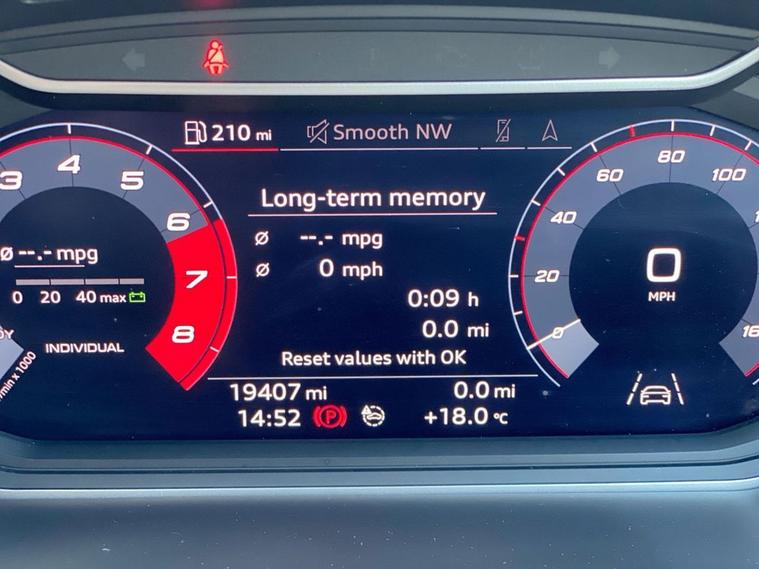 210 mi Smooth NW
Long-term memory
ø --.- mpg
ø 0 mph
0:09 h
0.0 mi
Reset values with OK
19407 mi 0.0 mi
14:52 P +18.0 °C
3 4 5 6 7 8
ø --.- mpg
0 20 40 max
INDIVIDUAL
min x 1000
0 20 40 60 80 100
0
MPH